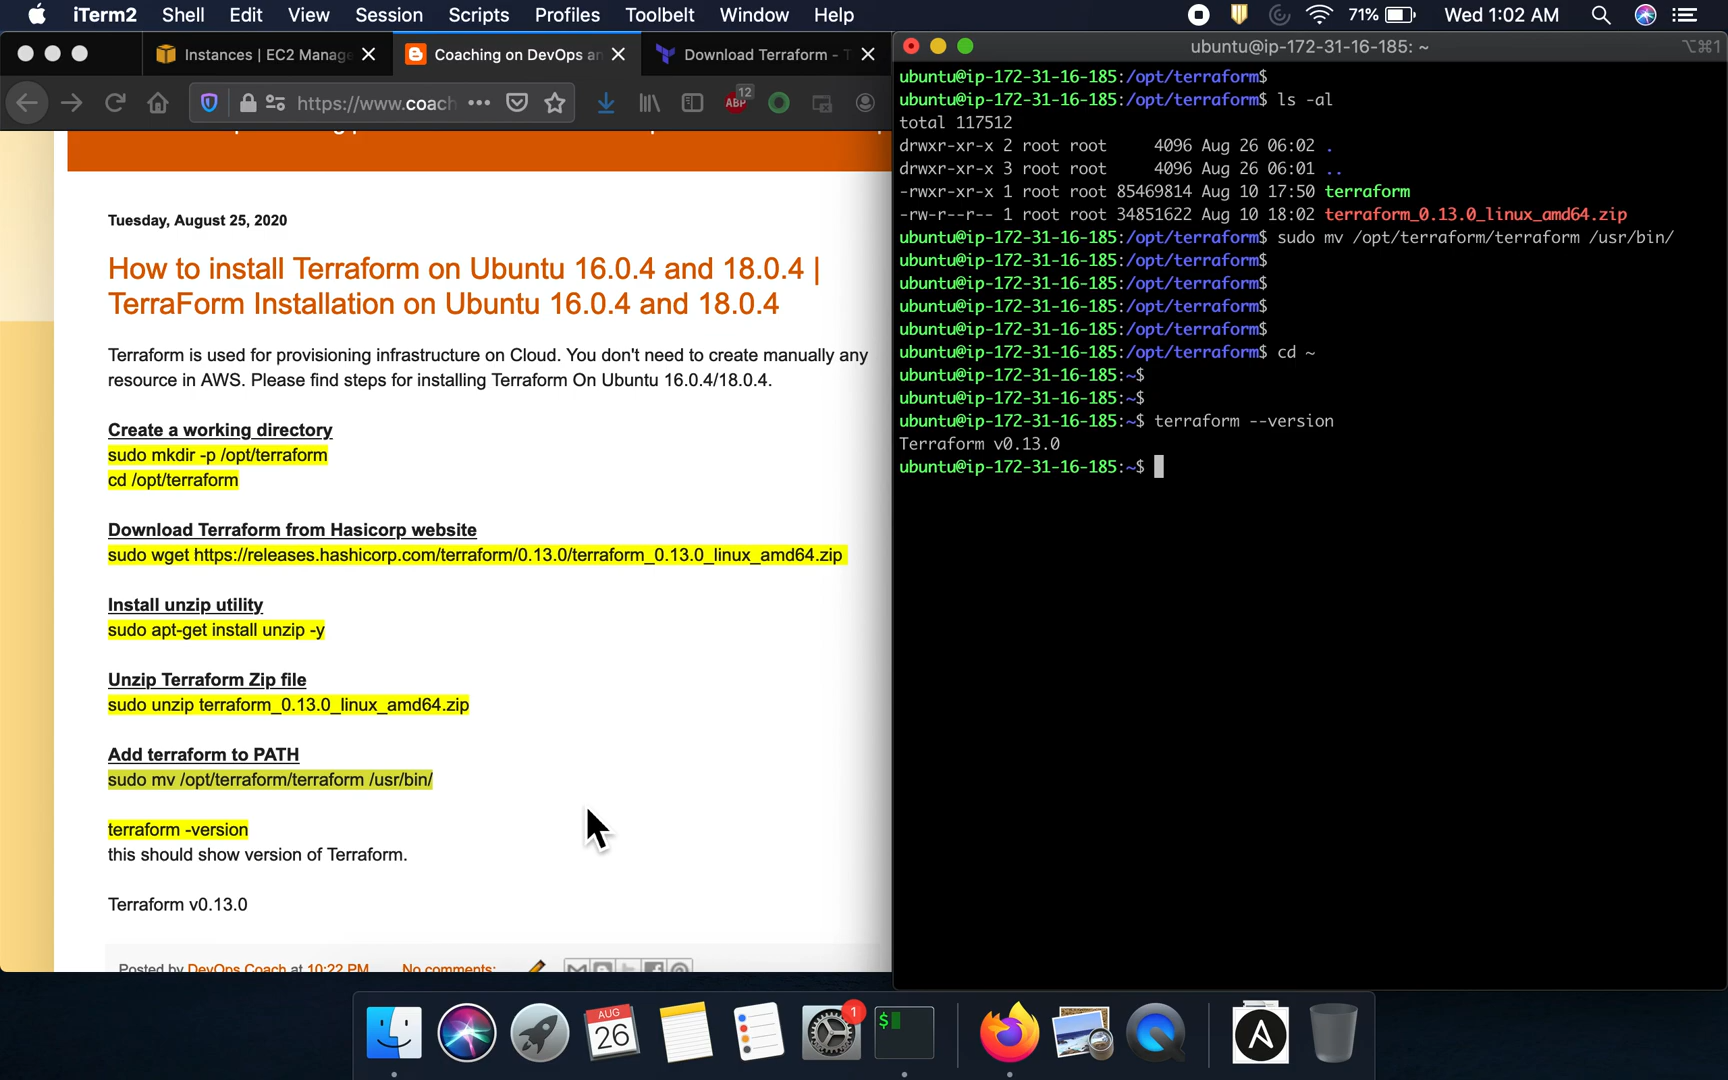 iTerm2 Shell Edit View Session Scripts Profiles Toolbelt Window Help
71% Wed 1:02 AM
Instances | EC2 Manage
Coaching on DevOps an
Download Terraform - T
https://www.coach
ABP
12
Tuesday, August 25, 2020
How to install Terraform on Ubuntu 16.0.4 and 18.0.4 |
TerraForm Installation on Ubuntu 16.0.4 and 18.0.4
Terraform is used for provisioning infrastructure on Cloud. You don't need to create manually any
resource in AWS. Please find steps for installing Terraform On Ubuntu 16.0.4/18.0.4.
Create a working directory
sudo mkdir -p /opt/terraform
cd /opt/terraform
Download Terraform from Hasicorp website
sudo wget https://releases.hashicorp.com/terraform/0.13.0/terraform_0.13.0_linux_amd64.zip
Install unzip utility
sudo apt-get install unzip -y
Unzip Terraform Zip file
sudo unzip terraform_0.13.0_linux_amd64.zip
Add terraform to PATH
sudo mv /opt/terraform/terraform /usr/bin/
terraform -version
this should show version of Terraform.
Terraform v0.13.0
Posted by DevOps Coach at 10:22 PM No comments:
ubuntu@ip-172-31-16-185: ~
⌥⌘1
ubuntu@ip-172-31-16-185:/opt/terraform$
ubuntu@ip-172-31-16-185:/opt/terraform$ ls -al
total 117512
drwxr-xr-x 2 root root 4096 Aug 26 06:02 .
drwxr-xr-x 3 root root 4096 Aug 26 06:01 ..
-rwxr-xr-x 1 root root 85469814 Aug 10 17:50 terraform
-rw-r--r-- 1 root root 34851622 Aug 10 18:02 terraform_0.13.0_linux_amd64.zip
ubuntu@ip-172-31-16-185:/opt/terraform$ sudo mv /opt/terraform/terraform /usr/bin/
ubuntu@ip-172-31-16-185:/opt/terraform$
ubuntu@ip-172-31-16-185:/opt/terraform$
ubuntu@ip-172-31-16-185:/opt/terraform$
ubuntu@ip-172-31-16-185:/opt/terraform$
ubuntu@ip-172-31-16-185:/opt/terraform$ cd ~
ubuntu@ip-172-31-16-185:~$
ubuntu@ip-172-31-16-185:~$
ubuntu@ip-172-31-16-185:~$ terraform --version
Terraform v0.13.0
ubuntu@ip-172-31-16-185:~$
AUG
26
1
$